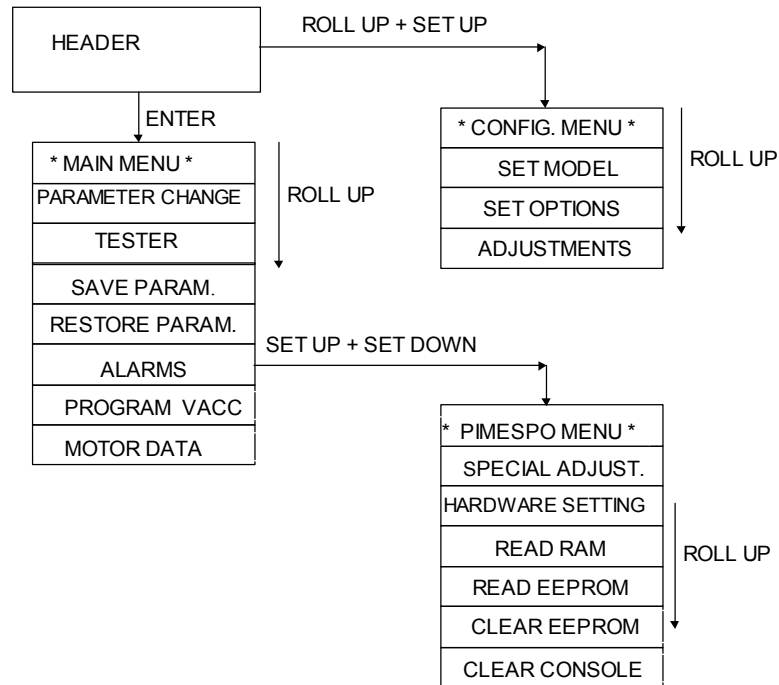 HEADER
ROLL UP + SET UP
ENTER
* MAIN MENU *
PARAMETER CHANGE
TESTER
SAVE PARAM.
RESTORE PARAM.
ALARMS
PROGRAM VACC
MOTOR DATA
ROLL UP
* CONFIG. MENU *
SET MODEL
SET OPTIONS
ADJUSTMENTS
ROLL UP
SET UP + SET DOWN
* PIMESPO MENU *
SPECIAL ADJUST.
HARDWARE SETTING
READ RAM
READ EEPROM
CLEAR EEPROM
CLEAR CONSOLE
ROLL UP